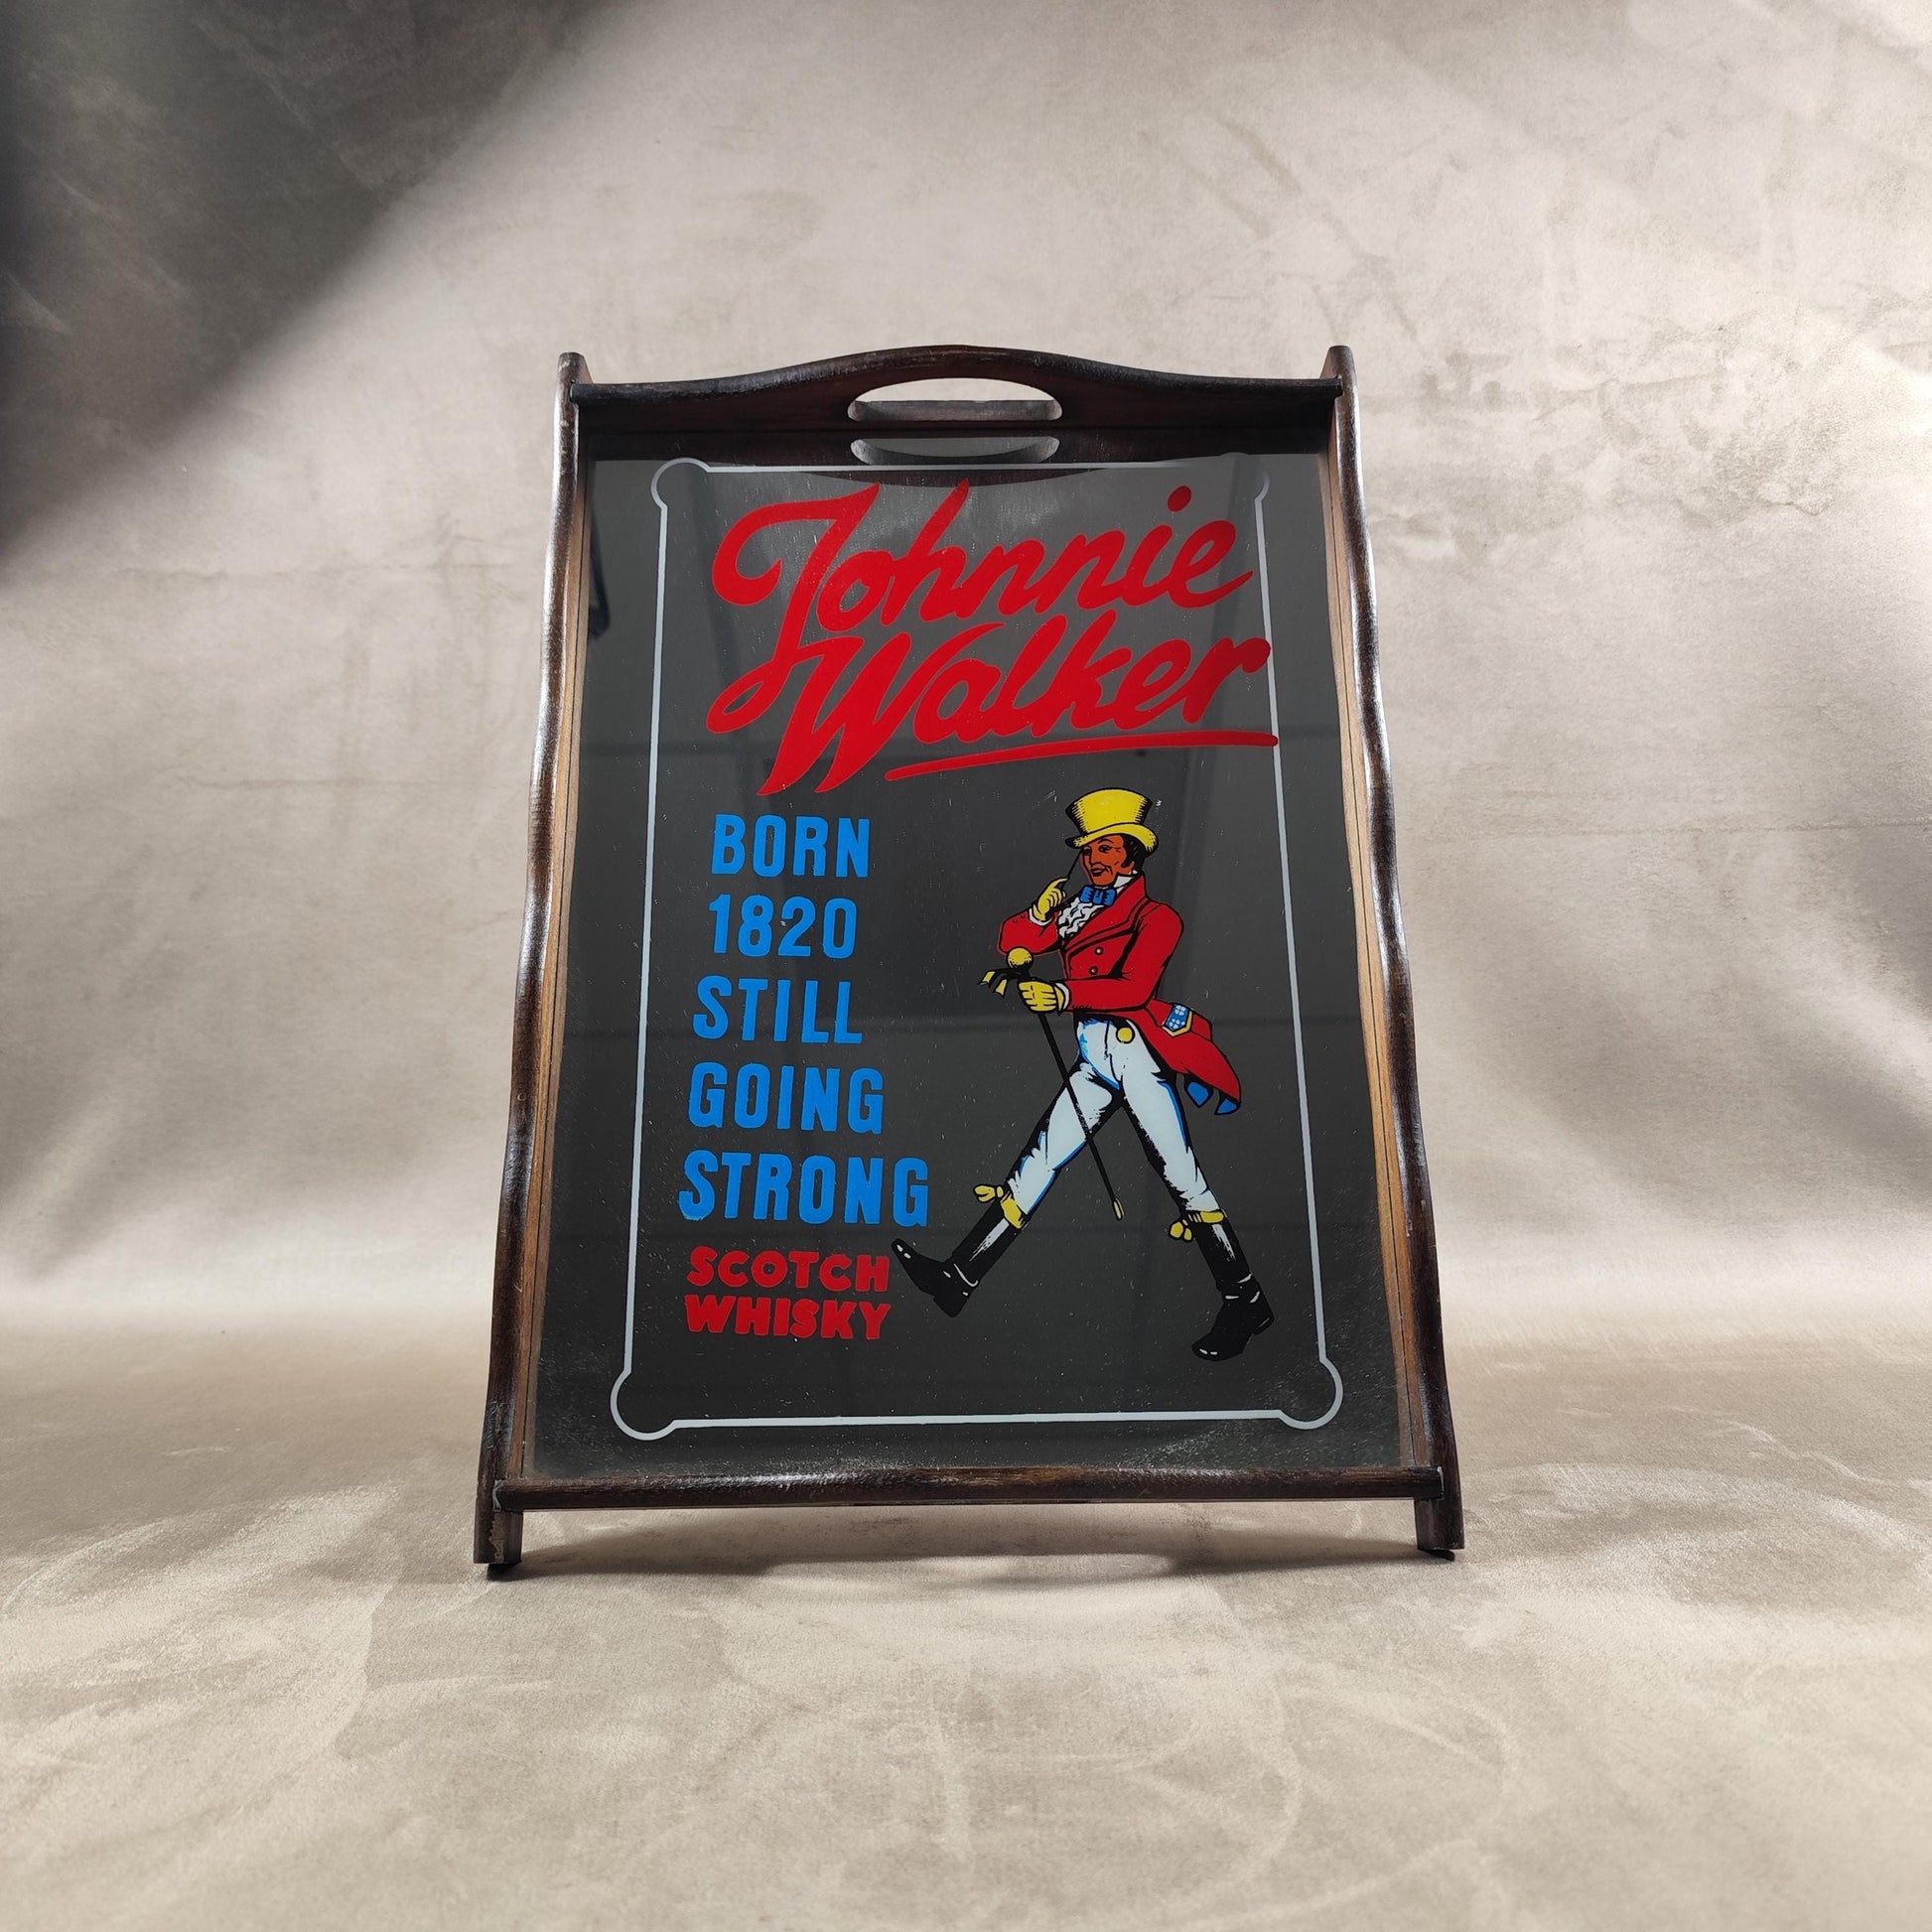 Johnnie
Walker
BORN
1820
STILL
GOING
STRONG
SCOTCH
WHISKY